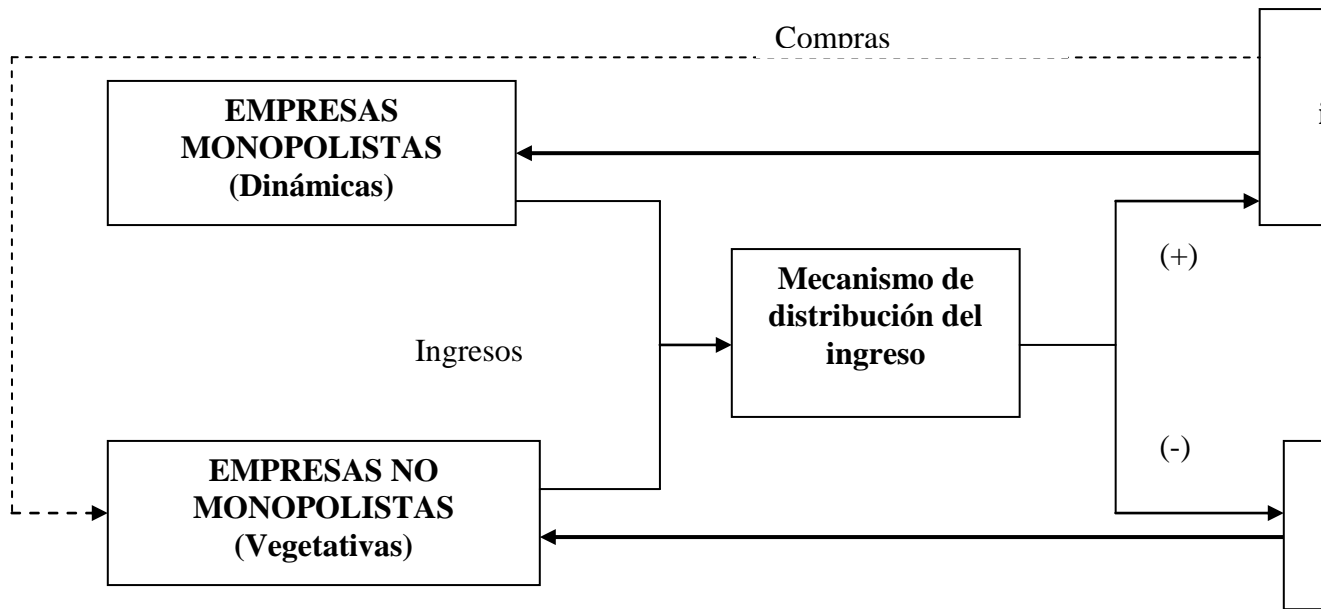 Compras
EMPRESAS
MONOPOLISTAS
(Dinámicas)
(+)
Mecanismo de
distribución del
ingreso
Ingresos
(-)
EMPRESAS NO
MONOPOLISTAS
(Vegetativas)